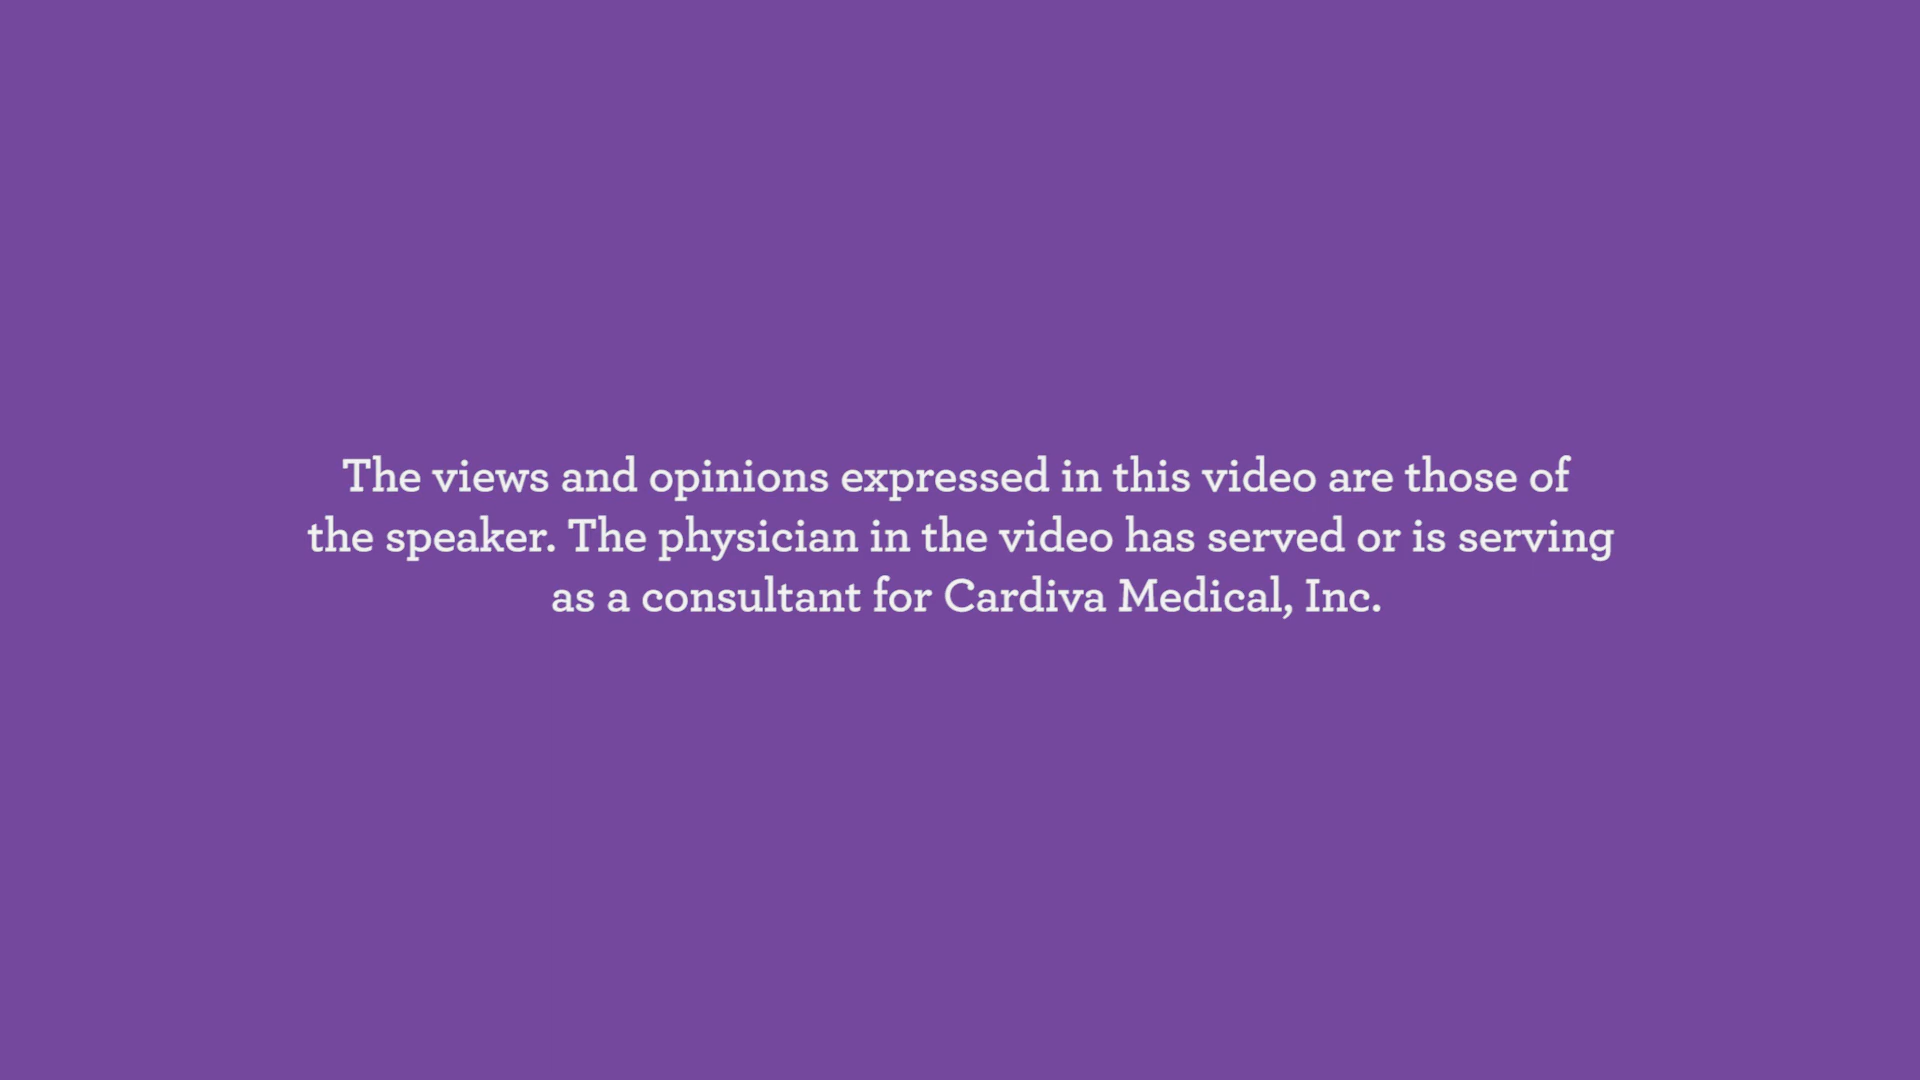 The views and opinions expressed in this video are those of
the speaker. The physician in the video has served or is serving
as a consultant for Cardiva Medical, Inc.